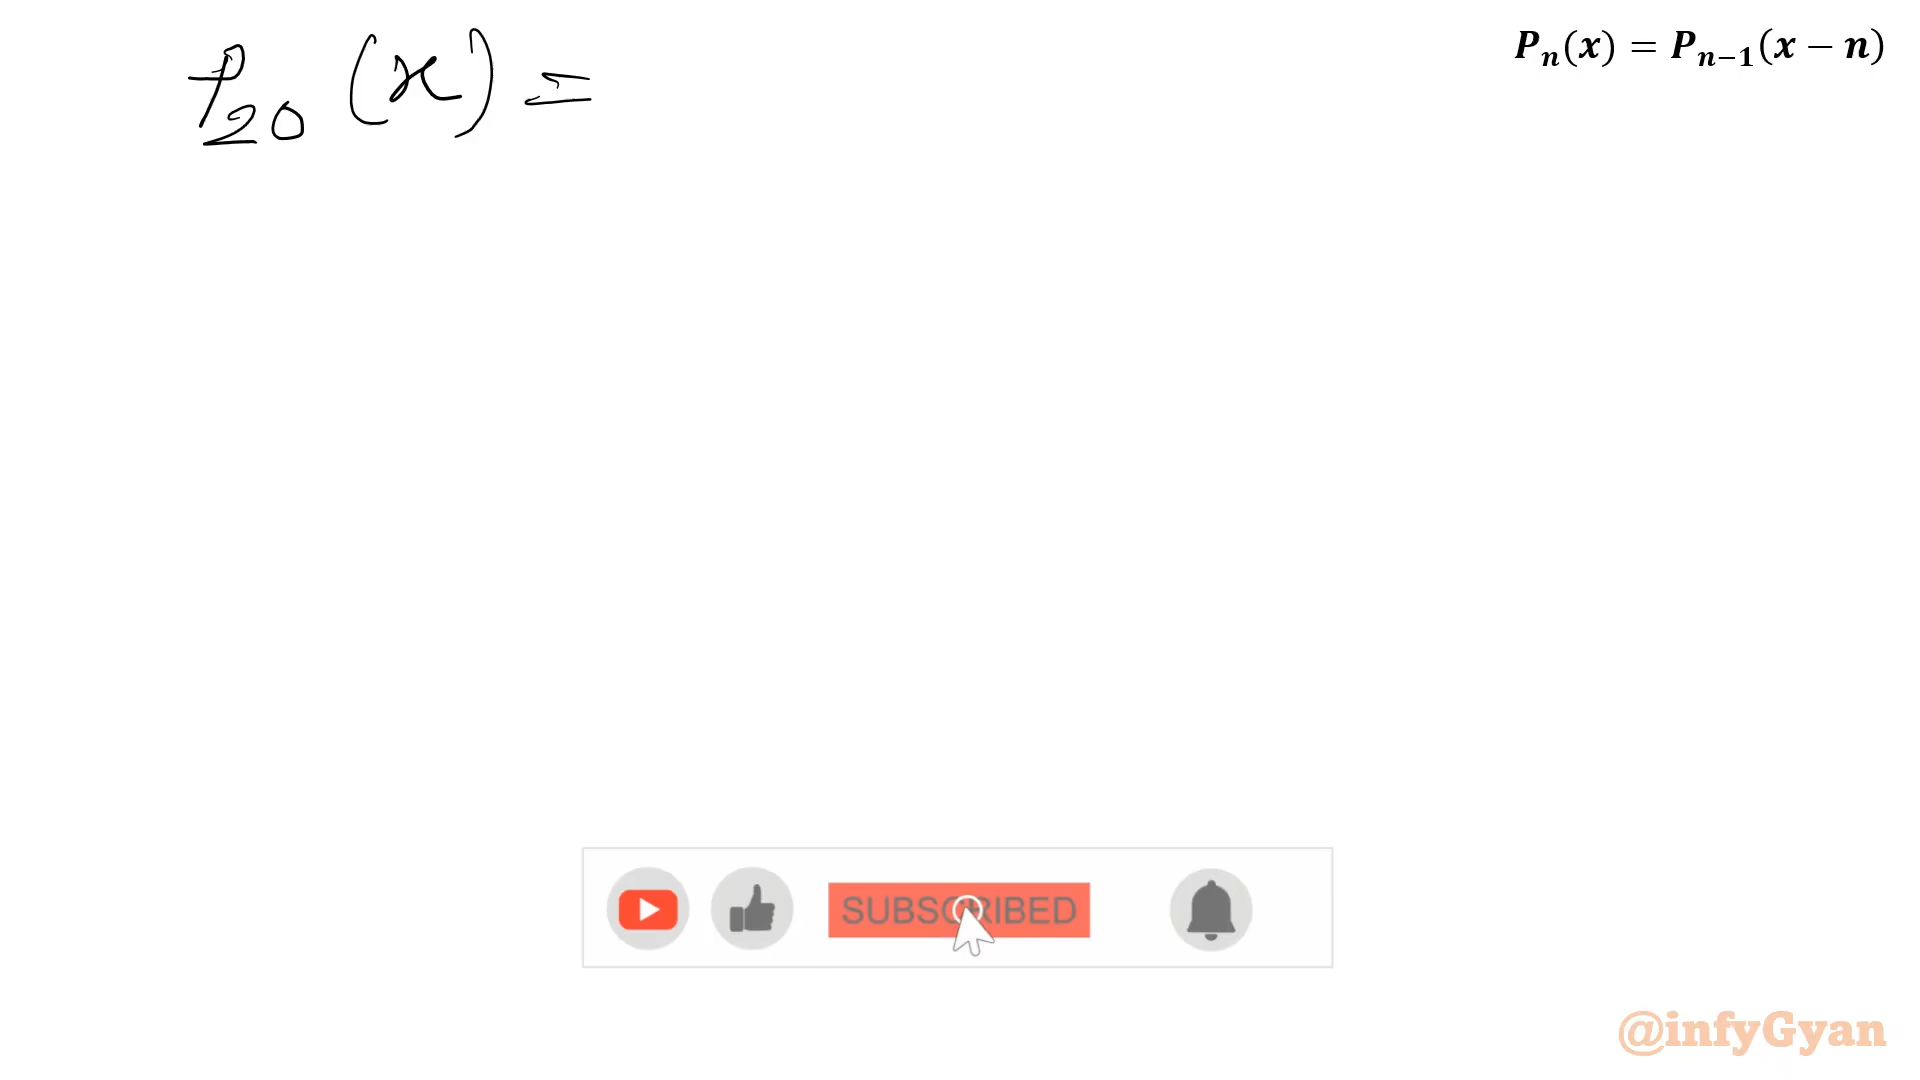 P₂₀(x) =
Pₙ(x) = Pₙ₋₁(x − n)
SUBSCRIBED
@infyGyan